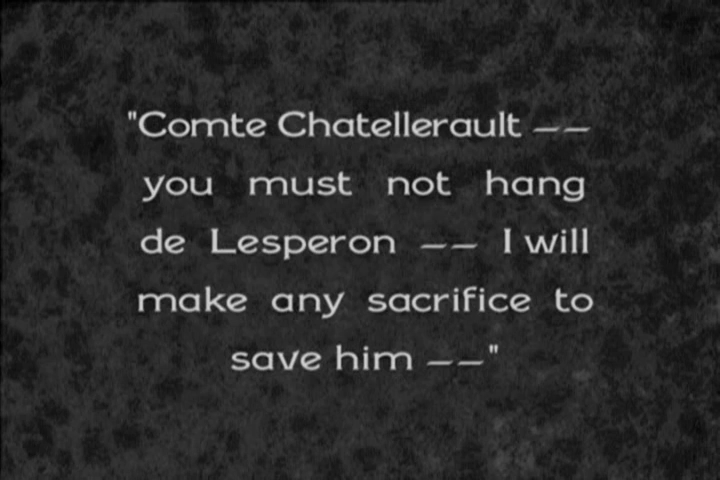 "Comte Chatellerault ––
you must not hang
de Lesperon –– I will
make any sacrifice to
save him ––"